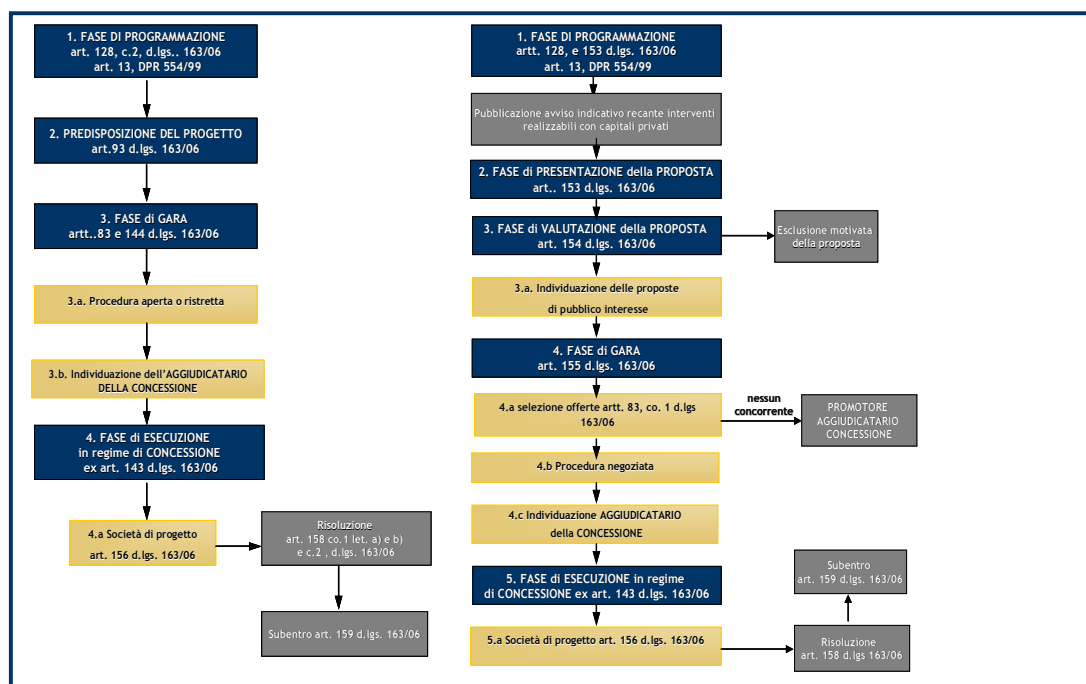 1. FASE DI PROGRAMMAZIONE
art. 128, c.2, d.lgs.. 163/06
art. 13, DPR 554/99
2. PREDISPOSIZIONE DEL PROGETTO
art.93 d.lgs. 163/06
3. FASE di GARA
artt..83 e 144 d.lgs. 163/06
3.a. Procedura aperta o ristretta
3.b. Individuazione dell'AGGIUDICATARIO
DELLA CONCESSIONE
4. FASE di ESECUZIONE
in regime di CONCESSIONE
ex art. 143 d.lgs. 163/06
4.a Società di progetto
art. 156 d.lgs. 163/06
Risoluzione
art. 158 co.1 let. a) e b)
e c.2 , d.lgs. 163/06
Subentro art. 159 d.lgs. 163/06
1. FASE DI PROGRAMMAZIONE
artt. 128, e 153 d.lgs. 163/06
art. 13, DPR 554/99
Pubblicazione avviso indicativo recante interventi
realizzabili con capitali privati
2. FASE di PRESENTAZIONE della PROPOSTA
art.. 153 d.lgs. 163/06
3. FASE di VALUTAZIONE della PROPOSTA
art. 154 d.lgs. 163/06
Esclusione motivata
della proposta
3.a. Individuazione delle proposte
di pubblico interesse
4. FASE di GARA
art. 155 d.lgs. 163/06
4.a selezione offerte artt. 83, co. 1 d.lgs
163/06
nessun
concorrente
PROMOTORE
AGGIUDICATARIO
CONCESSIONE
4.b Procedura negoziata
4.c Individuazione AGGIUDICATARIO
della CONCESSIONE
5. FASE di ESECUZIONE in regime
di CONCESSIONE ex art. 143 d.lgs. 163/06
5.a Società di progetto art. 156 d.lgs. 163/06
Subentro
art. 159 d.lgs. 163/06
Risoluzione
art. 158 d.lgs 163/06